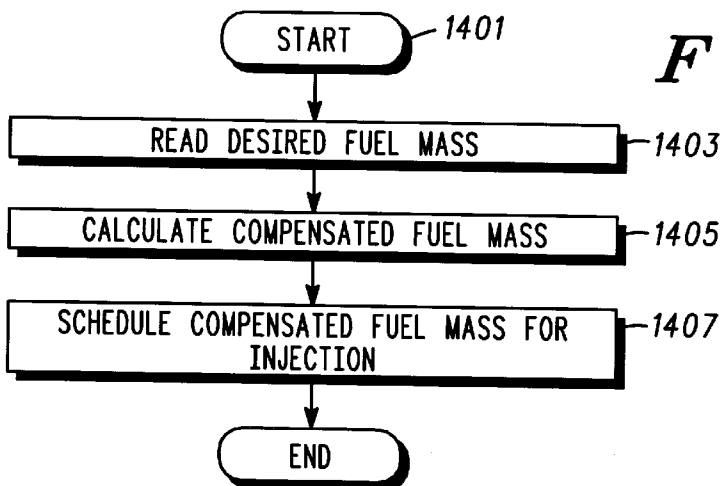 START
1401
F
READ DESIRED FUEL MASS
1403
CALCULATE COMPENSATED FUEL MASS
1405
SCHEDULE COMPENSATED FUEL MASS FOR
INJECTION
1407
END